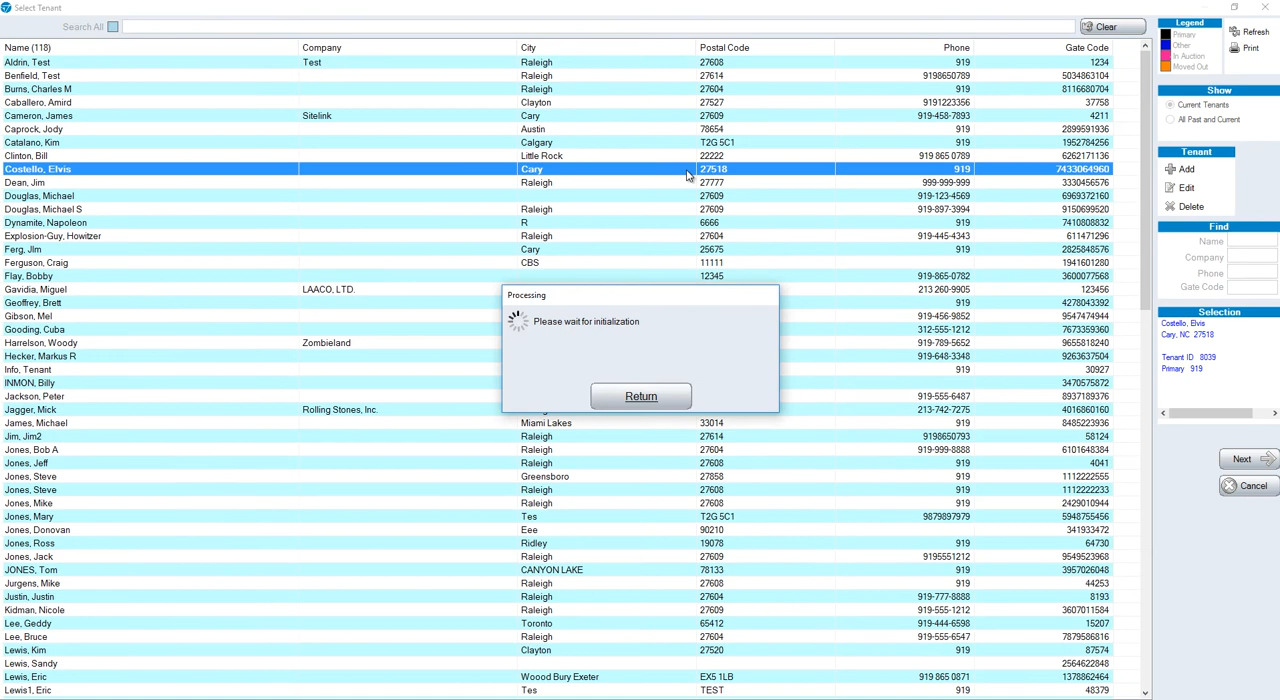 Select Tenant
Search All Clear
Name (118) Company City Postal Code Phone Gate Code
Aldrin, Test Test Raleigh 27608 919 1234
Benfield, Test Raleigh 27614 9198650789 5034863104
Burns, Charles M Raleigh 27604 919 8116680704
Caballero, Amird Clayton 27527 9191223356 37758
Cameron, James Sitelink Cary 27609 919-458-7893 4211
Caprock, Jody Austin 78654 919 2899591936
Catalano, Kim Calgary T2G 5C1 919 1952784256
Clinton, Bill Little Rock 22222 919 865 0789 6262171136
Costello, Elvis Cary 27518 919 7433064960
Dean, Jim Raleigh 27777 999-999-999 3330456576
Douglas, Michael 27609 919-123-4569 6969372160
Douglas, Michael S Raleigh 27609 919-897-3994 9150699520
Dynamite, Napoleon R 6666 919 7410808832
Explosion-Guy, Howitzer Raleigh 27604 919-445-4343 611471296
Ferg, JIm Cary 25675 919 2825848576
Ferguson, Craig CBS 11111 1941601280
Flay, Bobby 12345 919-865-0782 3600077568
Gavidia, Miguel LAACO, LTD. 213 260-9905 123456
Geoffrey, Brett 919 4278043392
Gibson, Mel 919-456-9852 9547474944
Gooding, Cuba 312-555-1212 7673359360
Harrelson, Woody Zombieland 919-789-5652 9655818240
Hecker, Markus R 919-648-3348 9263637504
Info, Tenant 919 30927
INMON, Billy 3470575872
Jackson, Peter 919-555-6487 8937189376
Jagger, Mick Rolling Stones, Inc. 213-742-7275 4016860160
James, Michael Miami Lakes 33014 919 8485223936
Jim, Jim2 Raleigh 27614 9198650793 58124
Jones, Bob A Raleigh 27604 919-999-8888 6101648384
Jones, Jeff Raleigh 27608 919 4041
Jones, Steve Greensboro 27858 919 1112222555
Jones, Steve Raleigh 27608 919 1112222233
Jones, Mike Raleigh 27608 919 2429010944
Jones, Mary Tes T2G 5C1 9879897979 5948755456
Jones, Donovan Eee 90210 341933472
Jones, Ross Ridley 19078 919 64730
Jones, Jack Raleigh 27609 9195551212 9549523968
JONES, Tom CANYON LAKE 78133 919 3957026048
Jurgens, Mike Raleigh 27608 919 44253
Justin, Justin Raleigh 27604 919-777-8888 8193
Kidman, Nicole Raleigh 27609 919-555-1212 3607011584
Lee, Geddy Toronto 65412 919-444-6598 15207
Lee, Bruce Raleigh 27604 919-555-6547 7879586816
Lewis, Kim Clayton 27520 919 87574
Lewis, Sandy 2564622848
Lewis, Eric Woood Bury Exeter EX5 1LB 919 865 0871 1378862464
Lewis1, Eric Tes TEST 919 48379
Processing
Please wait for initialization
Return
Legend
Primary
Other
In Auction
Moved Out
Refresh
Print
Show
Current Tenants
All Past and Current
Tenant
Add
Edit
Delete
Find
Name
Company
Phone
Gate Code
Selection
Costello, Elvis
Cary, NC 27518
Tenant ID 8039
Primary 919
Next
Cancel